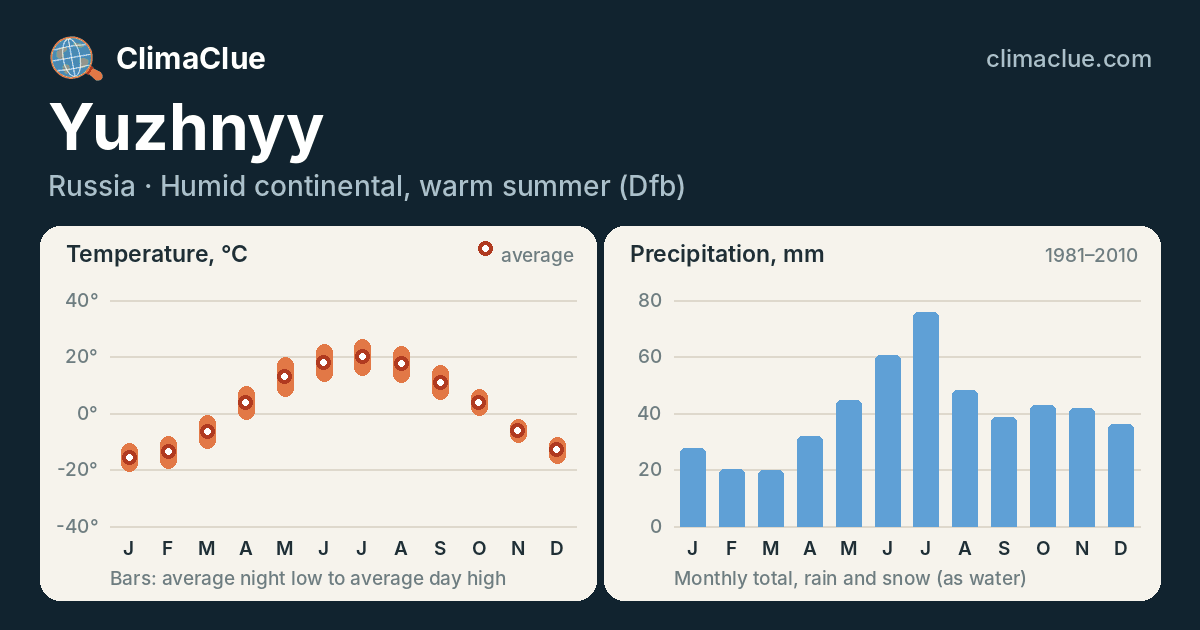 ClimaClue
climaclue.com
Yuzhnyy
Russia · Humid continental, warm summer (Dfb)
Temperature, °C
average
40°
20°
0°
-20°
-40°
J F M A M J J A S O N D
Bars: average night low to average day high
Precipitation, mm
1981–2010
80
60
40
20
0
J F M A M J J A S O N D
Monthly total, rain and snow (as water)